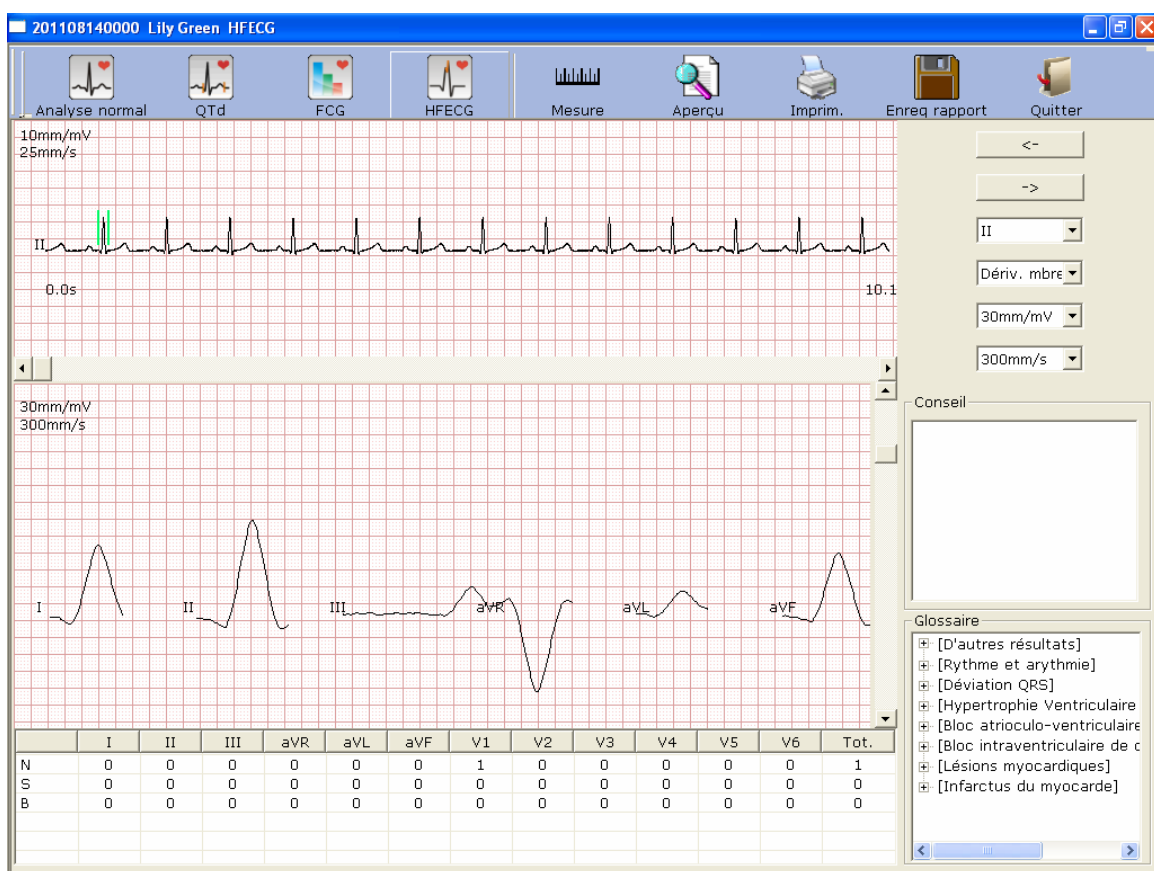 201108140000 Lily Green HFECG
Analyse normal QTd FCG HFECG Mesure Aperçu Imprim. Enreq rapport Quitter
10mm/mV
25mm/s
II
0.0s 10.1
<-
->
II
Dériv. mbre
30mm/mV
300mm/s
30mm/mV
300mm/s
I II III aVR aVL aVF
Conseil
Glossaire
[D'autres résultats]
[Rythme et arythmie]
[Déviation QRS]
[Hypertrophie Ventriculaire
[Bloc atrioculo-ventriculaire
[Bloc intraventriculaire de c
[Lésions myocardiques]
[Infarctus du myocarde]
I II III aVR aVL aVF V1 V2 V3 V4 V5 V6 Tot.
N 0 0 0 0 0 0 1 0 0 0 0 0 1
S 0 0 0 0 0 0 0 0 0 0 0 0 0
B 0 0 0 0 0 0 0 0 0 0 0 0 0